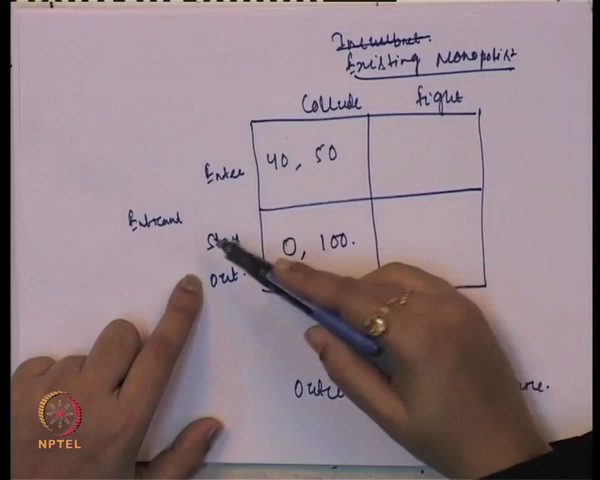 Existing Monopolist
Collude fight
Enter 40, 50
Entrant
Stay 0, 100.
Out.
NPTEL